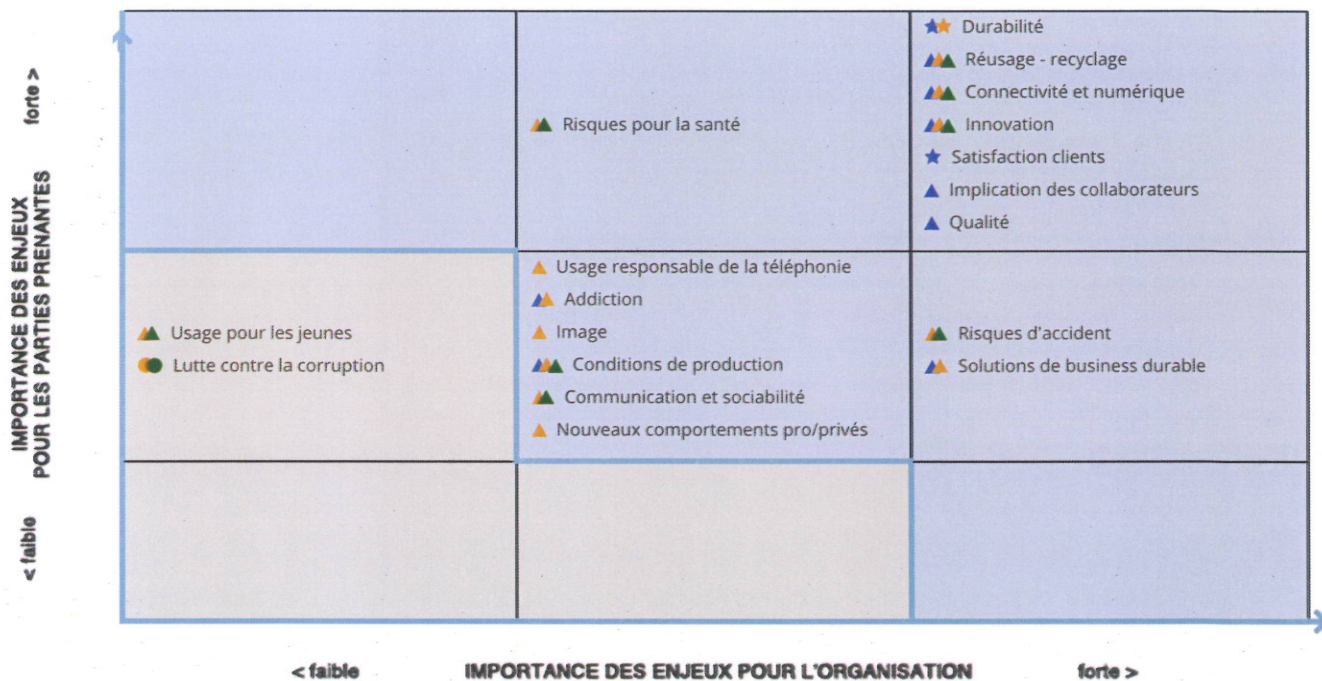 Durabilité
Réusage - recyclage
Connectivité et numérique
Innovation
Satisfaction clients
Implication des collaborateurs
Qualité
Risques pour la santé
Usage responsable de la téléphonie
Addiction
Image
Conditions de production
Communication et sociabilité
Nouveaux comportements pro/privés
Usage pour les jeunes
Lutte contre la corruption
Risques d'accident
Solutions de business durable
forte >
IMPORTANCE DES ENJEUX
POUR LES PARTIES PRENANTES
< faible
< faible
IMPORTANCE DES ENJEUX POUR L'ORGANISATION
forte >